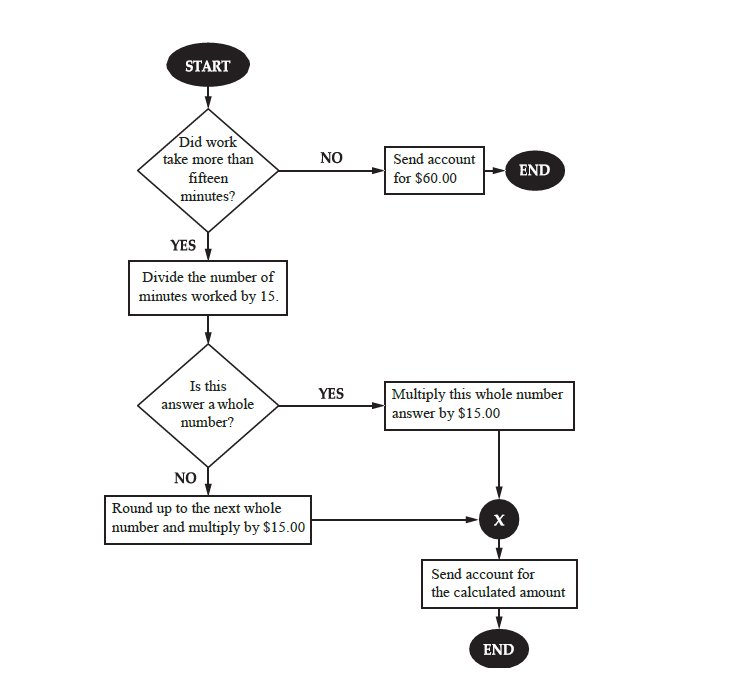 START
Did work
take more than
fifteen
minutes?
NO
Send account
for $60.00
END
YES
Divide the number of
minutes worked by 15.
Is this
answer a whole
number?
YES
Multiply this whole number
answer by $15.00
NO
Round up to the next whole
number and multiply by $15.00
X
Send account for
the calculated amount
END